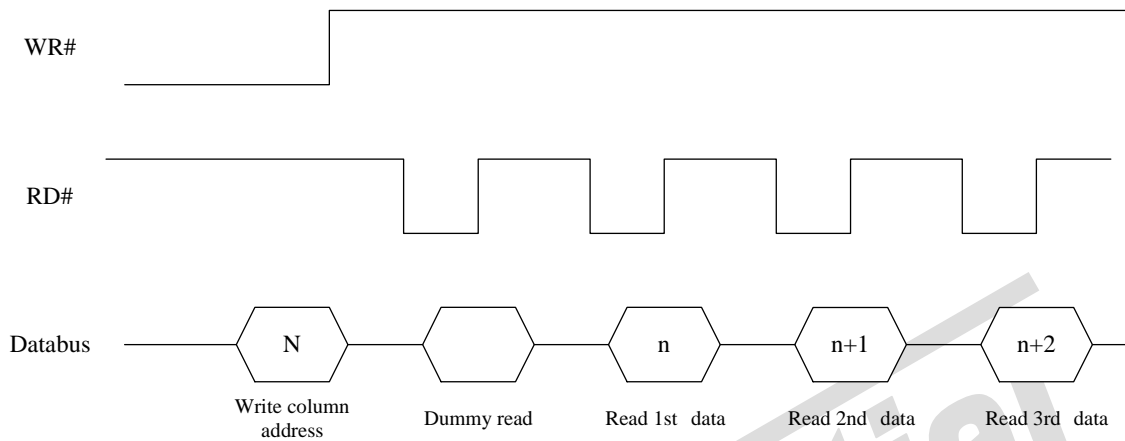 WR#
RD#
Databus
N
n
n+1
n+2
Write column
address
Dummy read
Read 1st data
Read 2nd data
Read 3rd data